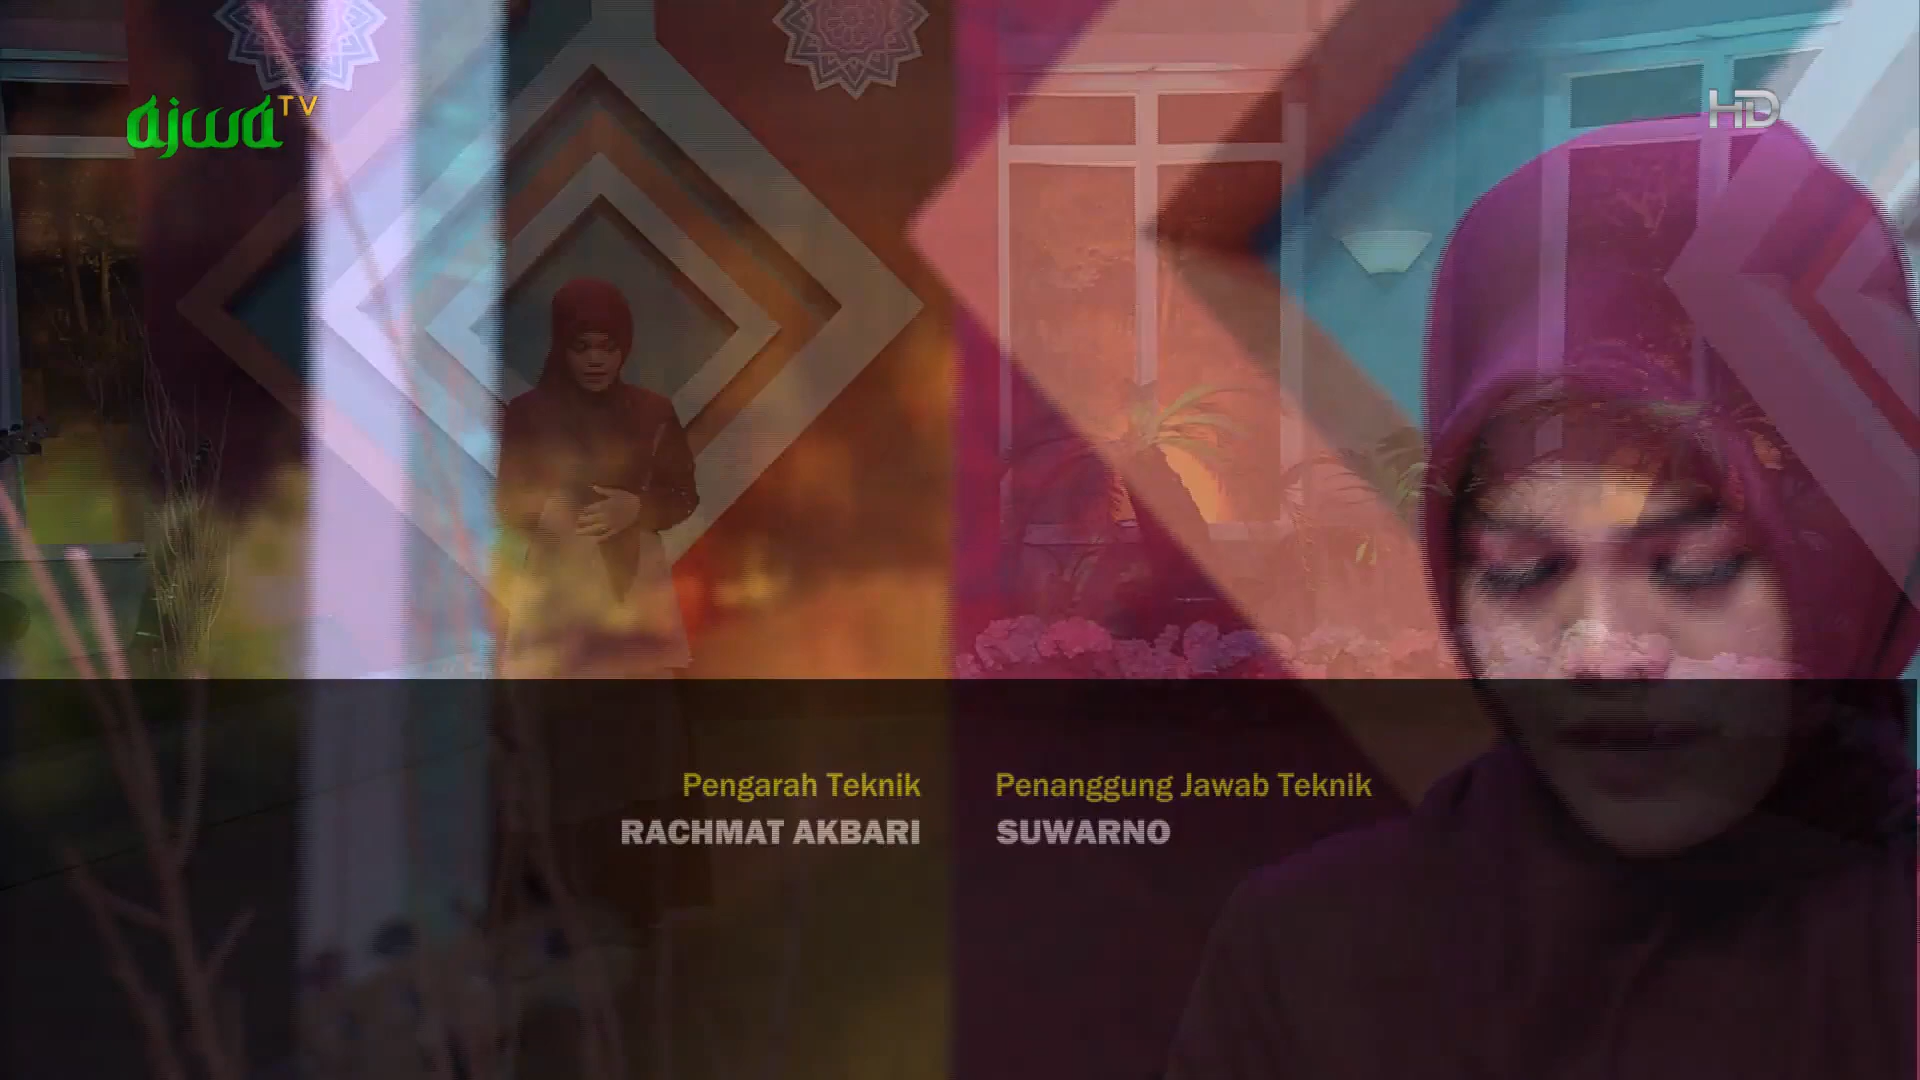 ajwa TV
HD
Pengarah Teknik
RACHMAT AKBARI
Penanggung Jawab Teknik
SUWARNO